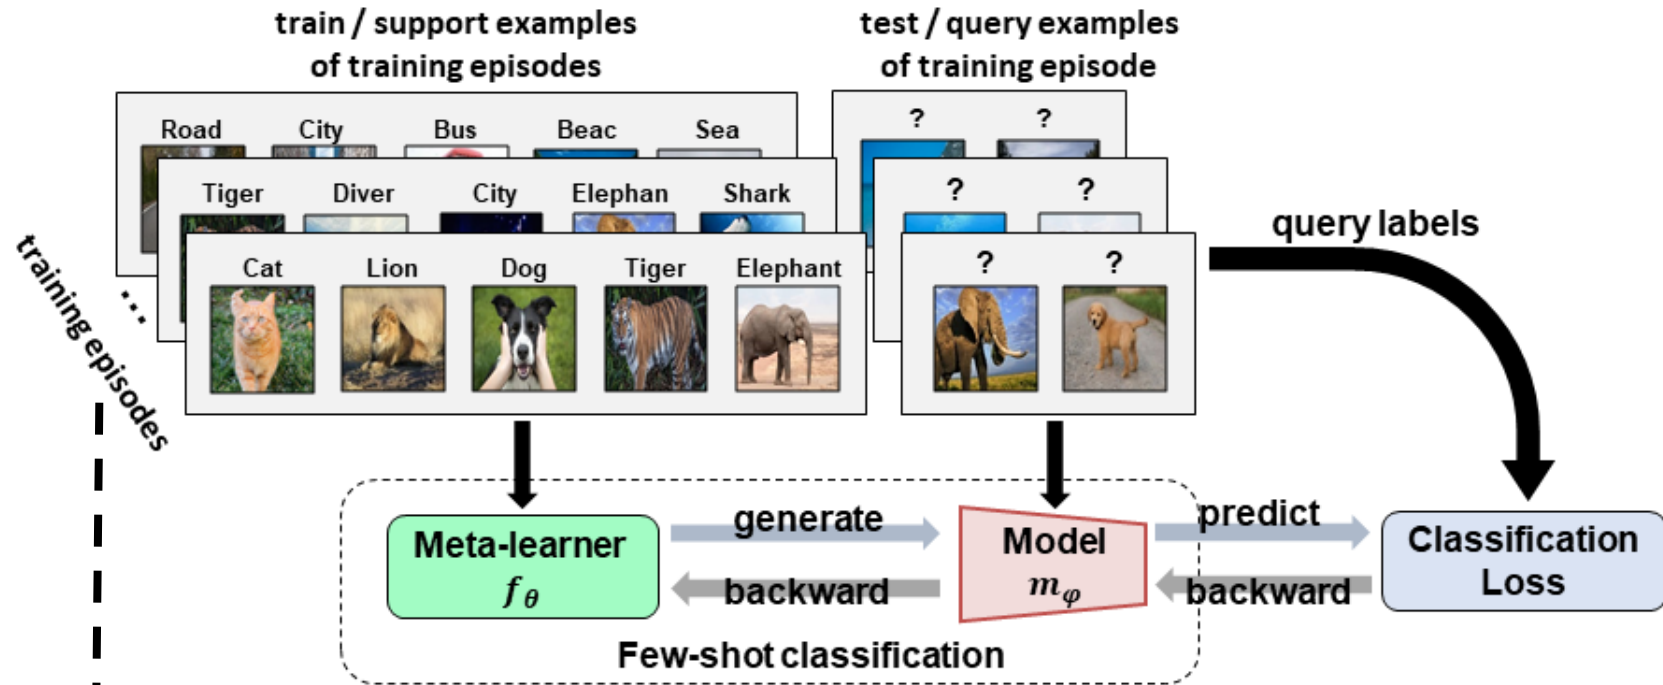 train / support examples
of training episodes
test / query examples
of training episode
Road City Bus Beac Sea
? ?
Tiger Diver City Elephan Shark
? ?
Cat Lion Dog Tiger Elephant
? ?
...
training episodes
query labels
Meta-learner
f_θ
generate
backward
Model
m_φ
predict
backward
Classification
Loss
Few-shot classification